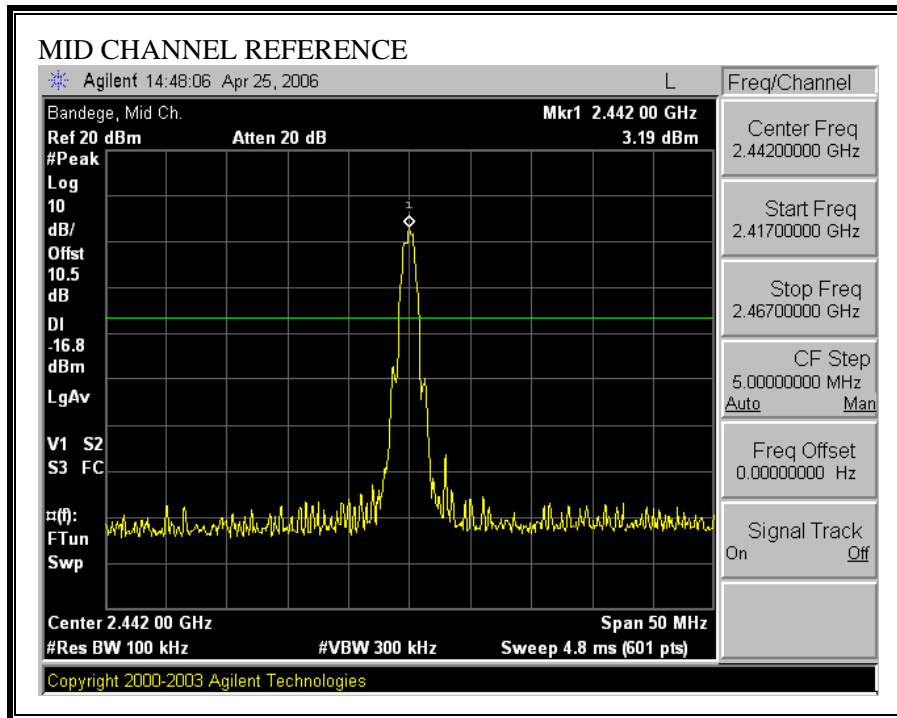 MID CHANNEL REFERENCE
Agilent 14:48:06 Apr 25, 2006 L
Freq/Channel
Bandege, Mid Ch. Mkr1 2.442 00 GHz
Ref 20 dBm Atten 20 dB 3.19 dBm
#Peak
Log
10
dB/
Offst
10.5
dB
DI
-16.8
dBm
LgAv
V1 S2
S3 FC
¤(f):
FTun
Swp
1
Center 2.442 00 GHz Span 50 MHz
#Res BW 100 kHz #VBW 300 kHz Sweep 4.8 ms (601 pts)
Center Freq
2.44200000 GHz
Start Freq
2.41700000 GHz
Stop Freq
2.46700000 GHz
CF Step
5.00000000 MHz
Auto Man
Freq Offset
0.00000000 Hz
Signal Track
On Off
Copyright 2000-2003 Agilent Technologies